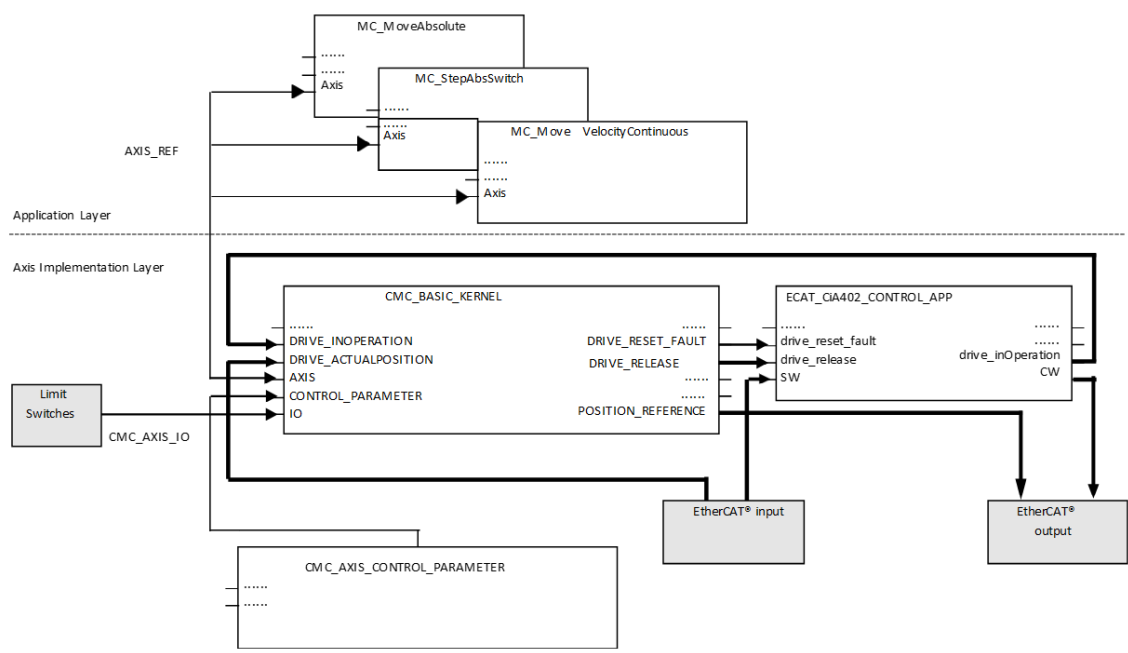 MC_MoveAbsolute
......
......
Axis
MC_StepAbsSwitch
......
......
Axis
MC_Move VelocityContinuous
......
......
Axis
AXIS_REF
Application Layer
Axis Implementation Layer
CMC_BASIC_KERNEL
......
DRIVE_INOPERATION
DRIVE_ACTUALPOSITION
AXIS
CONTROL_PARAMETER
IO
......
DRIVE_RESET_FAULT
DRIVE_RELEASE
......
......
POSITION_REFERENCE
ECAT_CiA402_CONTROL_APP
......
drive_reset_fault
drive_release
SW
......
......
drive_inOperation
CW
Limit
Switches
CMC_AXIS_IO
EtherCAT® input
EtherCAT®
output
CMC_AXIS_CONTROL_PARAMETER
......
......